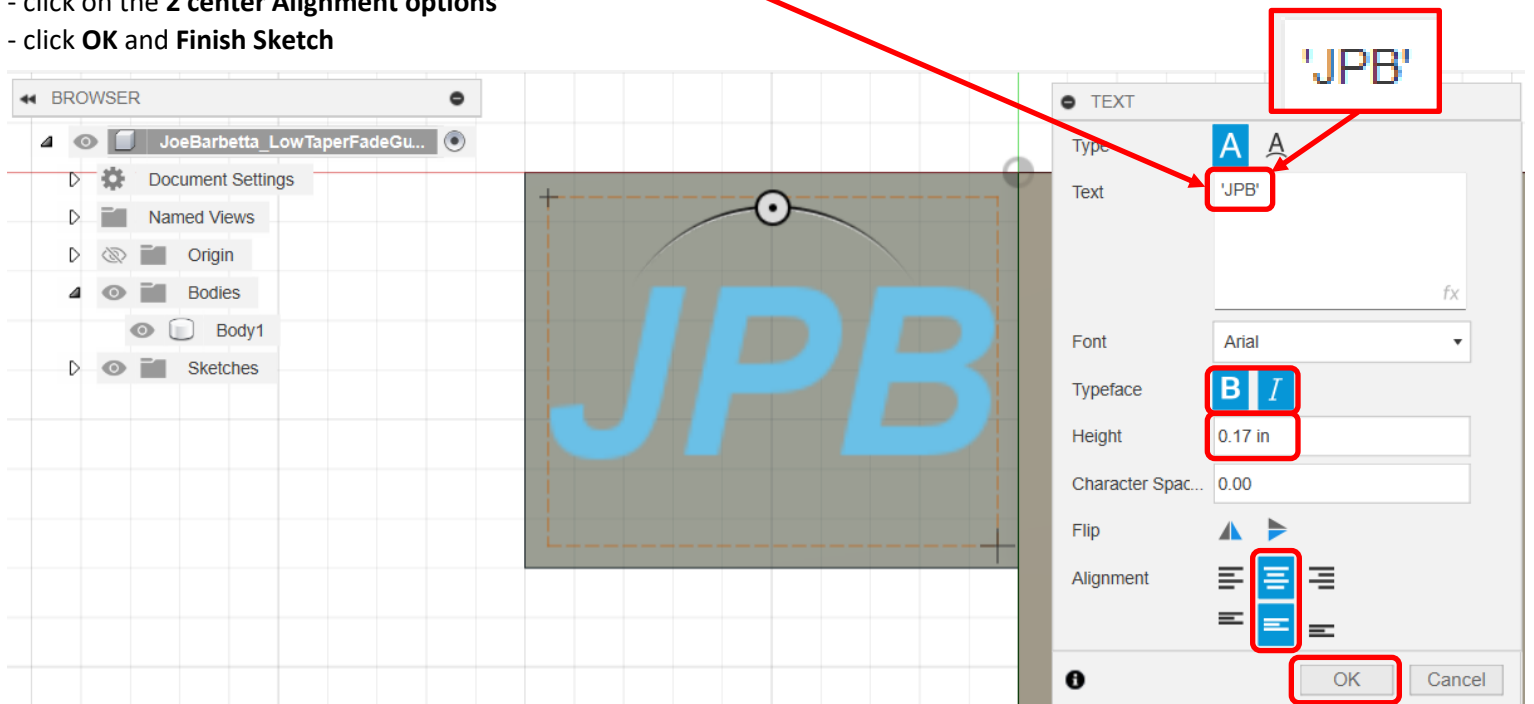 - click on the 2 center Alignment options
- click OK and Finish Sketch
'JPB'
BROWSER
TEXT
JoeBarbetta_LowTaperFadeGu...
Type
A A
Document Settings
Text
'JPB'
Named Views
Origin
Bodies
fx
Body1
JPB
Font
Arial
Sketches
Typeface
B I
Height
0.17 in
Character Spac...
0.00
Flip
Alignment
OK
Cancel